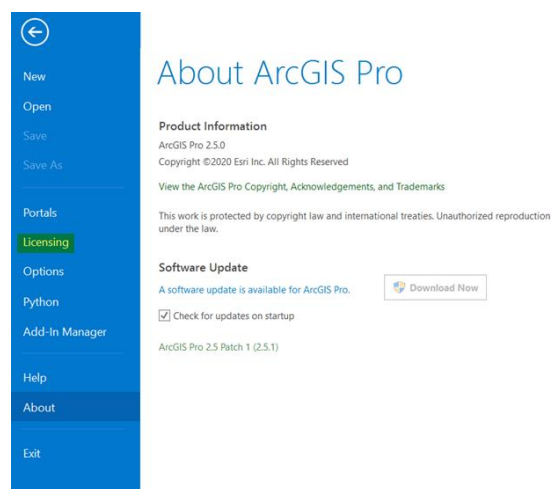 New
Open
Save
Save As
Portals
Licensing
Options
Python
Add-In Manager
Help
About
Exit
About ArcGIS Pro
Product Information
ArcGIS Pro 2.5.0
Copyright ©2020 Esri Inc. All Rights Reserved
View the ArcGIS Pro Copyright, Acknowledgements, and Trademarks
This work is protected by copyright law and international treaties. Unauthorized reproduction
under the law.
Software Update
A software update is available for ArcGIS Pro.
Download Now
Check for updates on startup
ArcGIS Pro 2.5 Patch 1 (2.5.1)